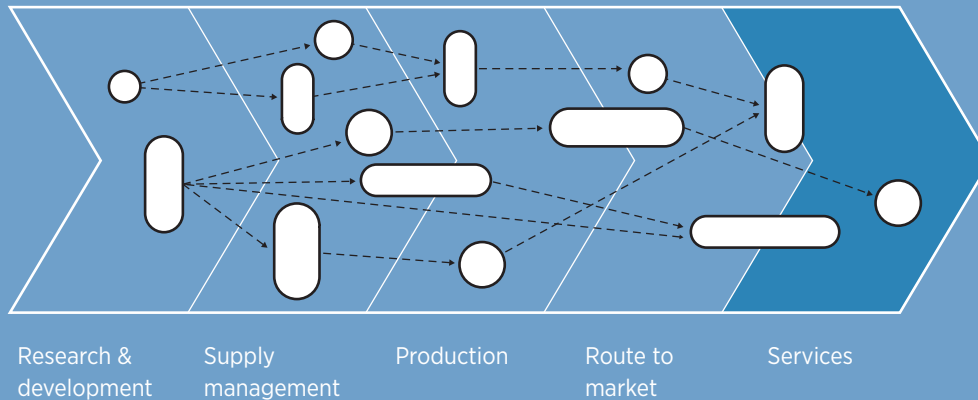 Research &
development
Supply
management
Production
Route to
market
Services